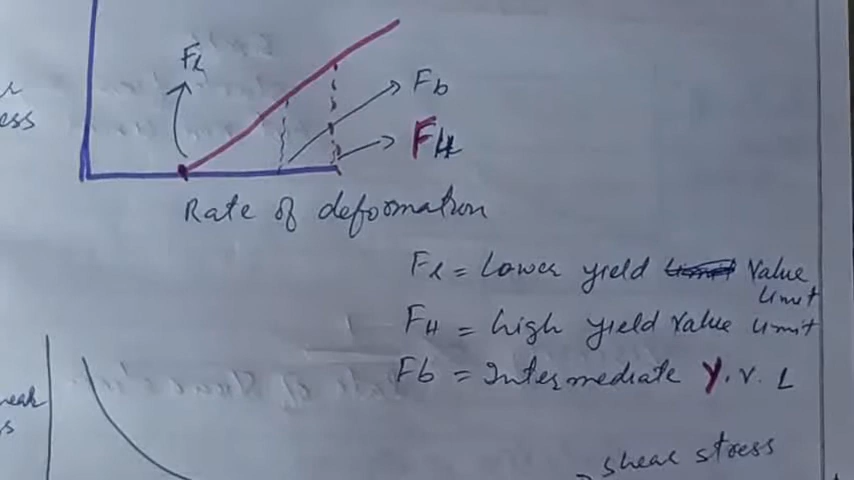 Fl
Fb
ess
FH
Rate of deformation
Fl = Lower yield Value
Limit
FH = high yield Value Limit
Fb = Intermediate Y.V. L
shear stress